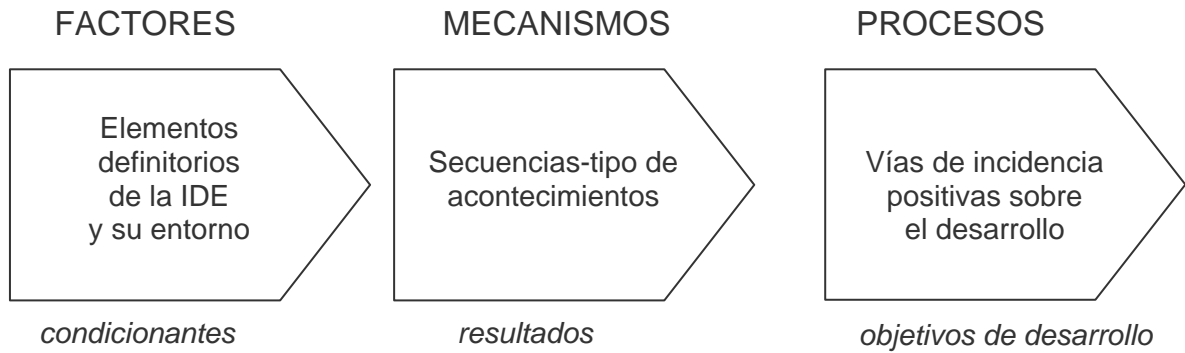 FACTORES
MECANISMOS
PROCESOS
Elementos
definitorios
de la IDE
y su entorno
Secuencias-tipo de
acontecimientos
Vías de incidencia
positivas sobre
el desarrollo
condicionantes
resultados
objetivos de desarrollo